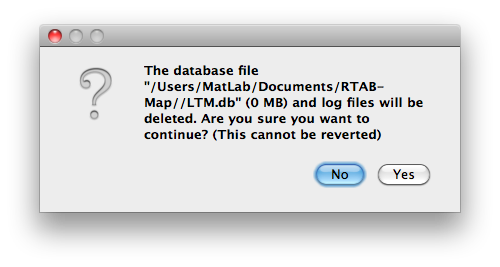 The database file
"/Users/MatLab/Documents/RTAB-
Map//LTM.db" (0 MB) and log files will be
deleted. Are you sure you want to
continue? (This cannot be reverted)
No
Yes